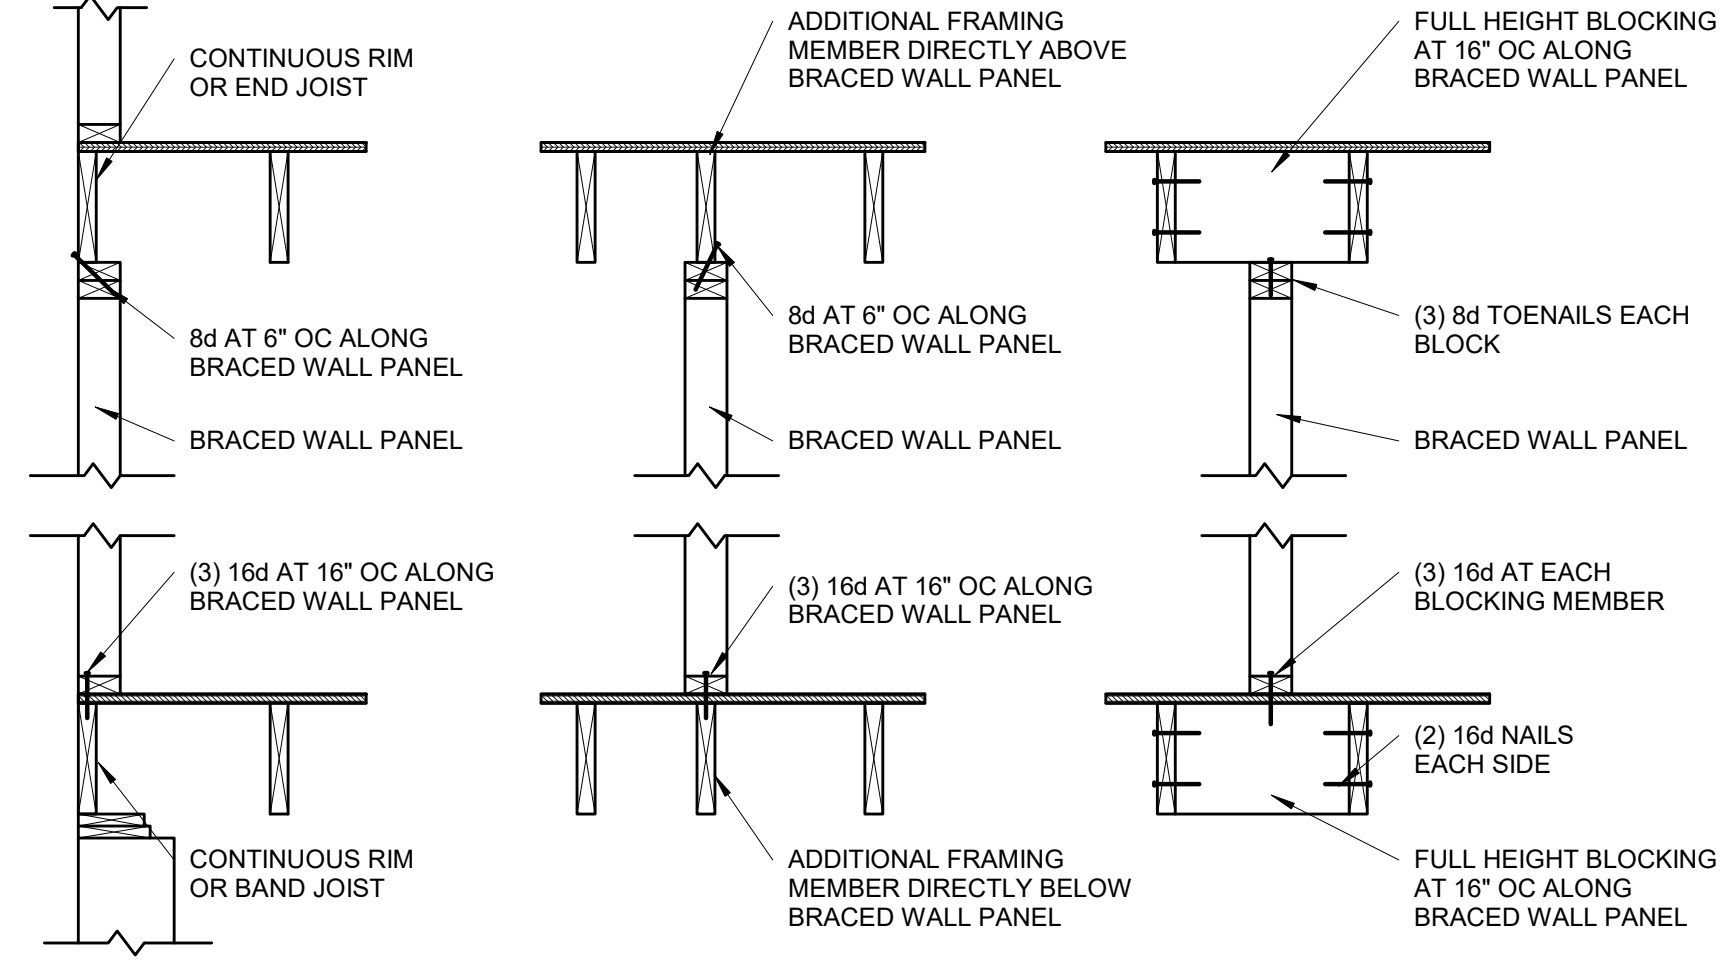 CONTINUOUS RIM
OR END JOIST
ADDITIONAL FRAMING
MEMBER DIRECTLY ABOVE
BRACED WALL PANEL
FULL HEIGHT BLOCKING
AT 16" OC ALONG
BRACED WALL PANEL
8d AT 6" OC ALONG
BRACED WALL PANEL
8d AT 6" OC ALONG
BRACED WALL PANEL
(3) 8d TOENAILS EACH
BLOCK
BRACED WALL PANEL
BRACED WALL PANEL
BRACED WALL PANEL
(3) 16d AT 16" OC ALONG
BRACED WALL PANEL
(3) 16d AT 16" OC ALONG
BRACED WALL PANEL
(3) 16d AT EACH
BLOCKING MEMBER
(2) 16d NAILS
EACH SIDE
CONTINUOUS RIM
OR BAND JOIST
ADDITIONAL FRAMING
MEMBER DIRECTLY BELOW
BRACED WALL PANEL
FULL HEIGHT BLOCKING
AT 16" OC ALONG
BRACED WALL PANEL